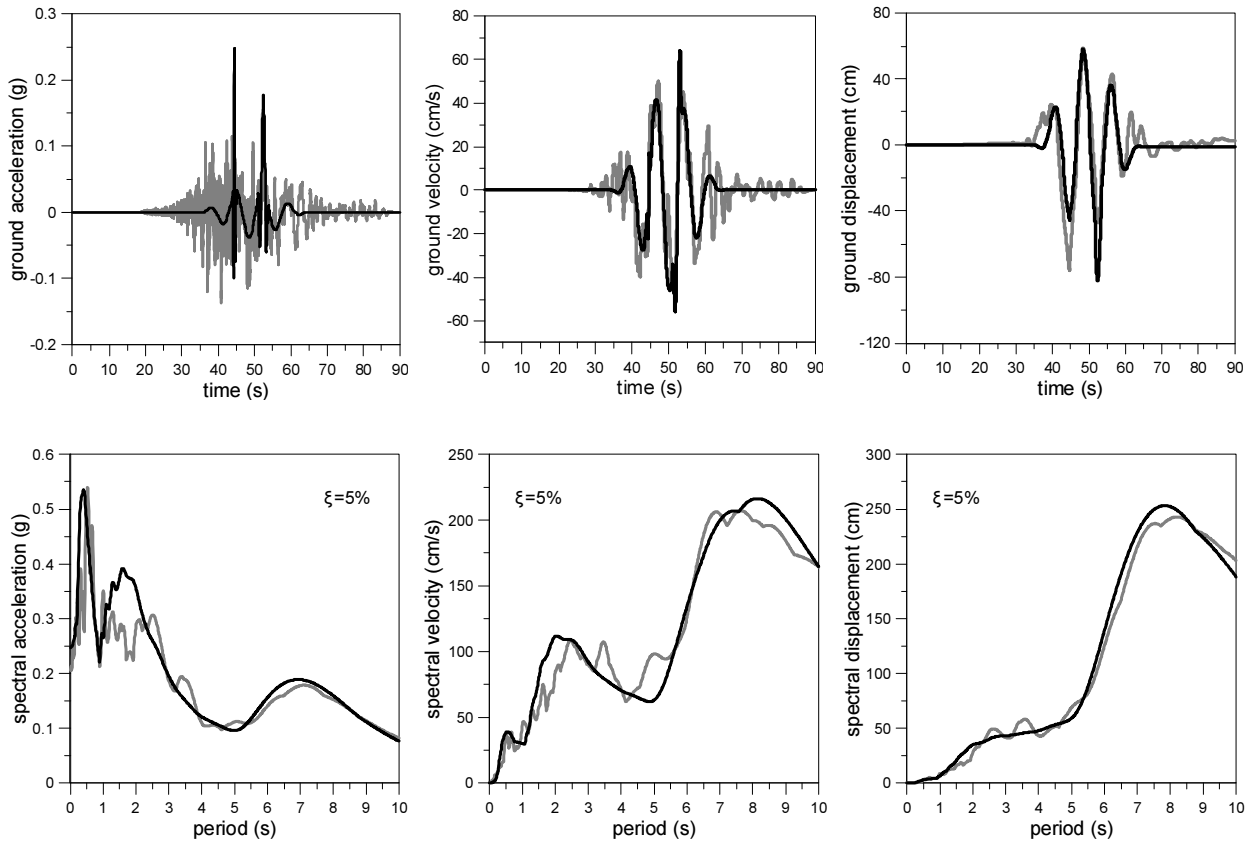 0.3
0.2
0.1
0
-0.1
-0.2
ground acceleration (g)
0 10 20 30 40 50 60 70 80 90
time (s)
80
60
40
20
0
-20
-40
-60
ground velocity (cm/s)
0 10 20 30 40 50 60 70 80 90
time (s)
80
40
0
-40
-80
-120
ground displacement (cm)
0 10 20 30 40 50 60 70 80 90
time (s)
0.6
0.5
0.4
0.3
0.2
0.1
0
spectral acceleration (g)
ξ=5%
0 1 2 3 4 5 6 7 8 9 10
period (s)
250
200
150
100
50
0
spectral velocity (cm/s)
ξ=5%
0 1 2 3 4 5 6 7 8 9 10
period (s)
300
250
200
150
100
50
0
spectral displacement (cm)
ξ=5%
0 1 2 3 4 5 6 7 8 9 10
period (s)